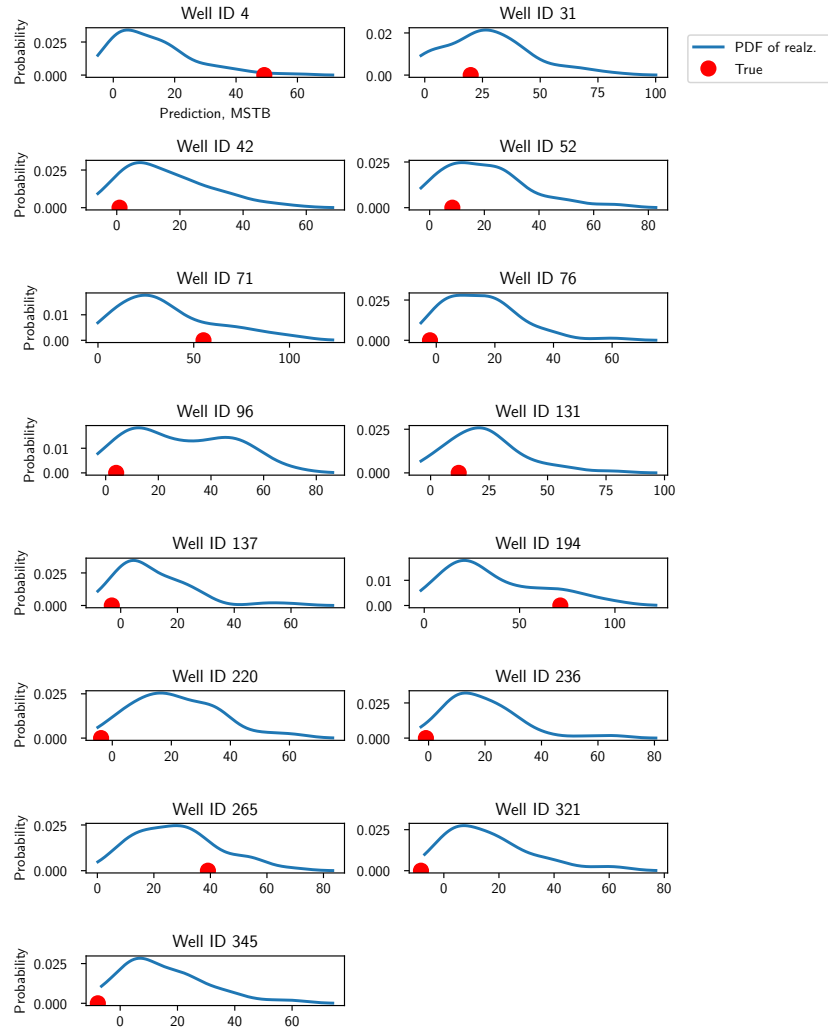 Well ID 4
Probability
0.025
0.000
0 20 40 60
Prediction, MSTB
Well ID 31
0.02
0.00
0 25 50 75 100
PDF of realz.
True
Well ID 42
Probability
0.025
0.000
0 20 40 60
Well ID 52
0.025
0.000
0 20 40 60 80
Well ID 71
Probability
0.01
0.00
0 50 100
Well ID 76
0.025
0.000
0 20 40 60
Well ID 96
Probability
0.01
0.00
0 20 40 60 80
Well ID 131
0.025
0.000
0 25 50 75 100
Well ID 137
Probability
0.025
0.000
0 20 40 60
Well ID 194
0.01
0.00
0 50 100
Well ID 220
Probability
0.025
0.000
0 20 40 60
Well ID 236
0.025
0.000
0 20 40 60 80
Well ID 265
Probability
0.025
0.000
0 20 40 60 80
Well ID 321
0.025
0.000
0 20 40 60 80
Well ID 345
Probability
0.025
0.000
0 20 40 60